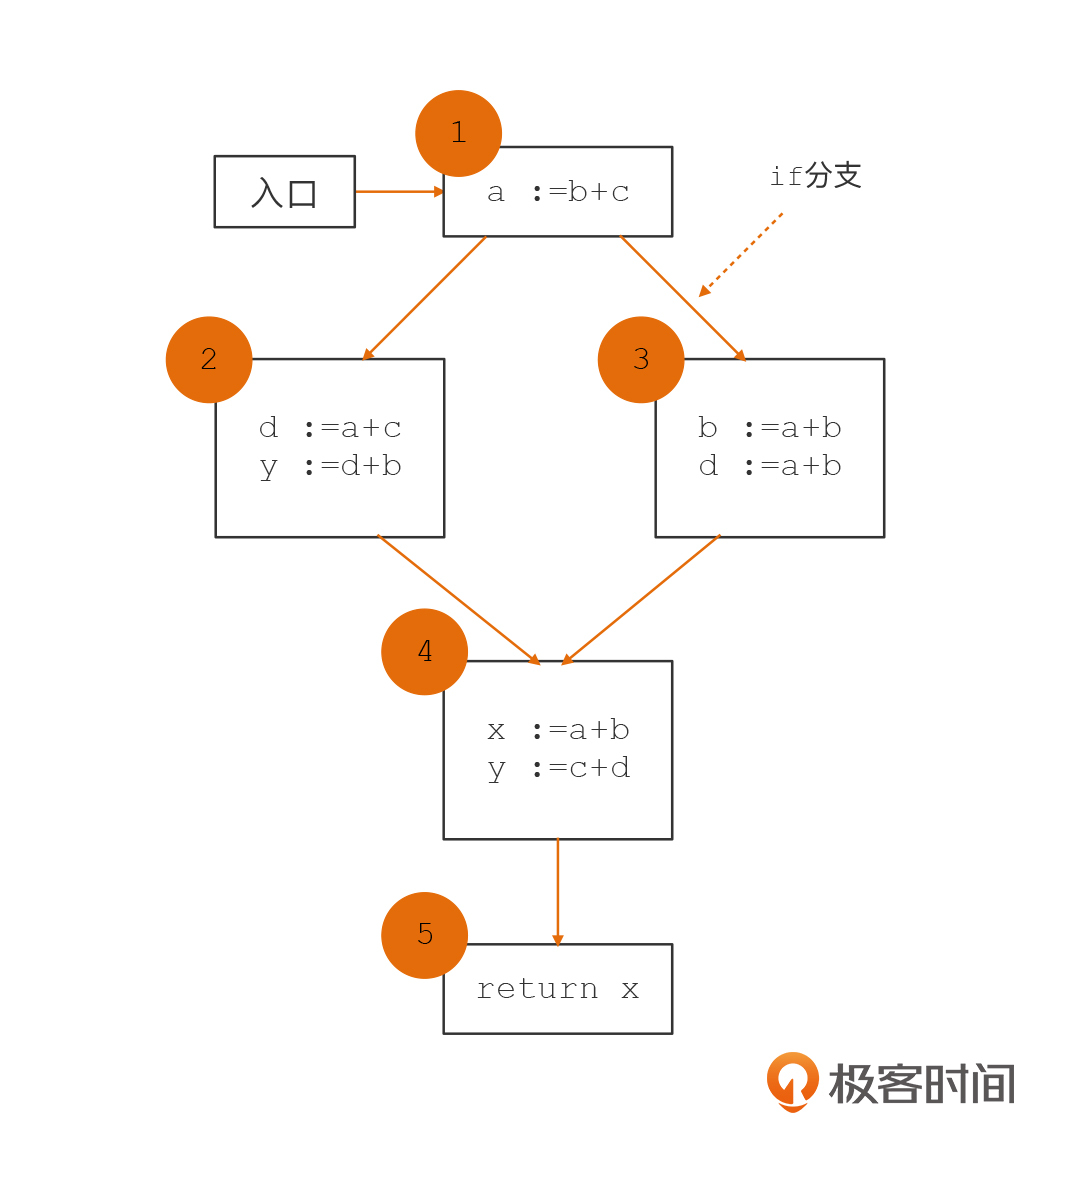 1
入口
a :=b+c
if分支
2
d :=a+c
y :=d+b
3
b :=a+b
d :=a+b
4
x :=a+b
y :=c+d
5
return x
极客时间